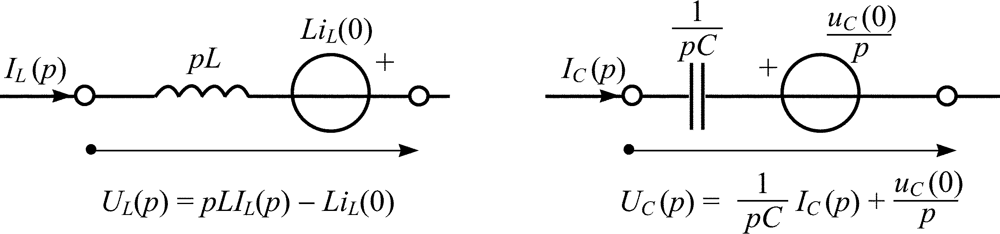 I_L(p)
pL
Li_L(0)
+
U_L(p) = pLI_L(p) − Li_L(0)
I_C(p)
1/pC
+
u_C(0)/p
U_C(p) = 1/pC I_C(p) + u_C(0)/p